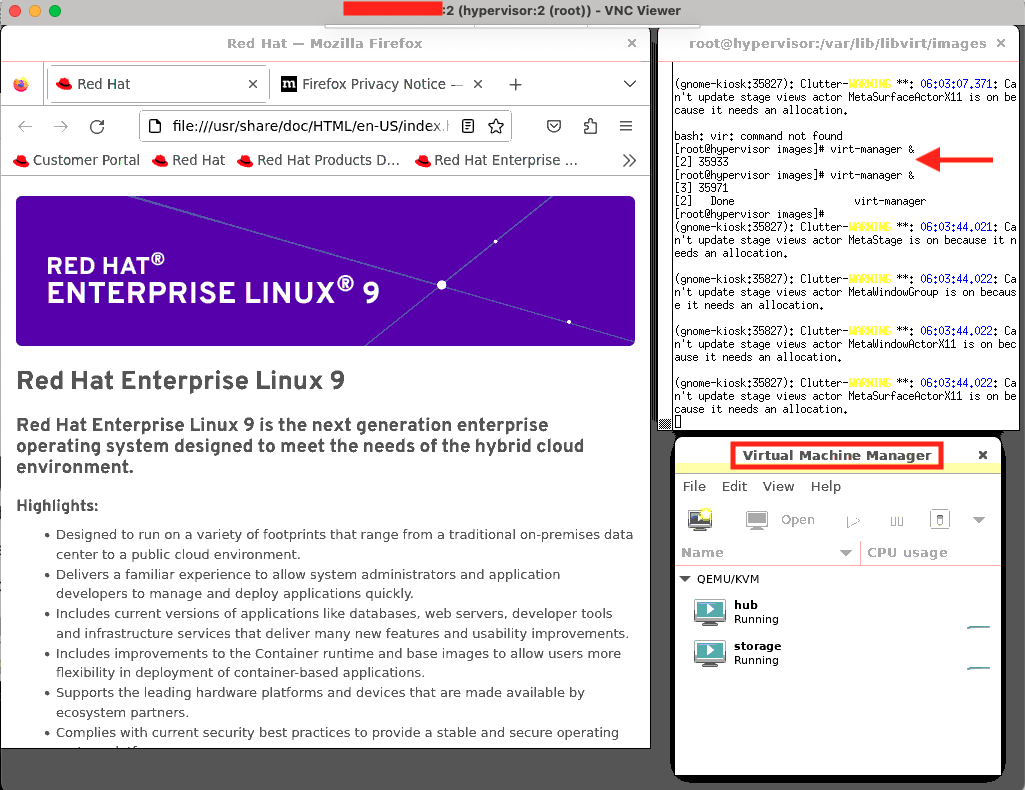 :2 (hypervisor:2 (root)) - VNC Viewer
Red Hat — Mozilla Firefox
Red Hat
m
Firefox Privacy Notice —
file:///usr/share/doc/HTML/en-US/index.
Customer Portal
Red Hat
Red Hat Products D...
Red Hat Enterprise ...
RED HAT®
ENTERPRISE LINUX® 9
Red Hat Enterprise Linux 9
Red Hat Enterprise Linux 9 is the next generation enterprise
operating system designed to meet the needs of the hybrid cloud
environment.
Highlights:
• Designed to run on a variety of footprints that range from a traditional on-premises data
center to a public cloud environment.
• Delivers a familiar experience to allow system administrators and application
developers to manage and deploy applications quickly.
• Includes current versions of applications like databases, web servers, developer tools
and infrastructure services that deliver many new features and usability improvements.
• Includes improvements to the Container runtime and base images to allow users more
flexibility in deployment of container-based applications.
• Supports the leading hardware platforms and devices that are made available by
ecosystem partners.
• Complies with current security best practices to provide a stable and secure operating
root@hypervisor:/var/lib/libvirt/images
(gnome-kiosk:35827): Clutter-WARNING **: 06:03:07.371: Ca
n't update stage views actor MetaSurfaceActorX11 is on be
cause it needs an allocation.
bash: vir: command not found
[root@hypervisor images]# virt-manager &
[2] 35933
[root@hypervisor images]# virt-manager &
[3] 35971
[2] Done virt-manager
[root@hypervisor images]#
(gnome-kiosk:35827): Clutter-WARNING **: 06:03:44.021: Ca
n't update stage views actor MetaStage is on because it n
eeds an allocation.
(gnome-kiosk:35827): Clutter-WARNING **: 06:03:44.022: Ca
n't update stage views actor MetaWindowGroup is on becaus
e it needs an allocation.
(gnome-kiosk:35827): Clutter-WARNING **: 06:03:44.022: Ca
n't update stage views actor MetaWindowActorX11 is on bec
ause it needs an allocation.
(gnome-kiosk:35827): Clutter-WARNING **: 06:03:44.022: Ca
n't update stage views actor MetaSurfaceActorX11 is on be
cause it needs an allocation.
Virtual Machine Manager
File Edit View Help
Open
Name CPU usage
QEMU/KVM
hub
Running
storage
Running